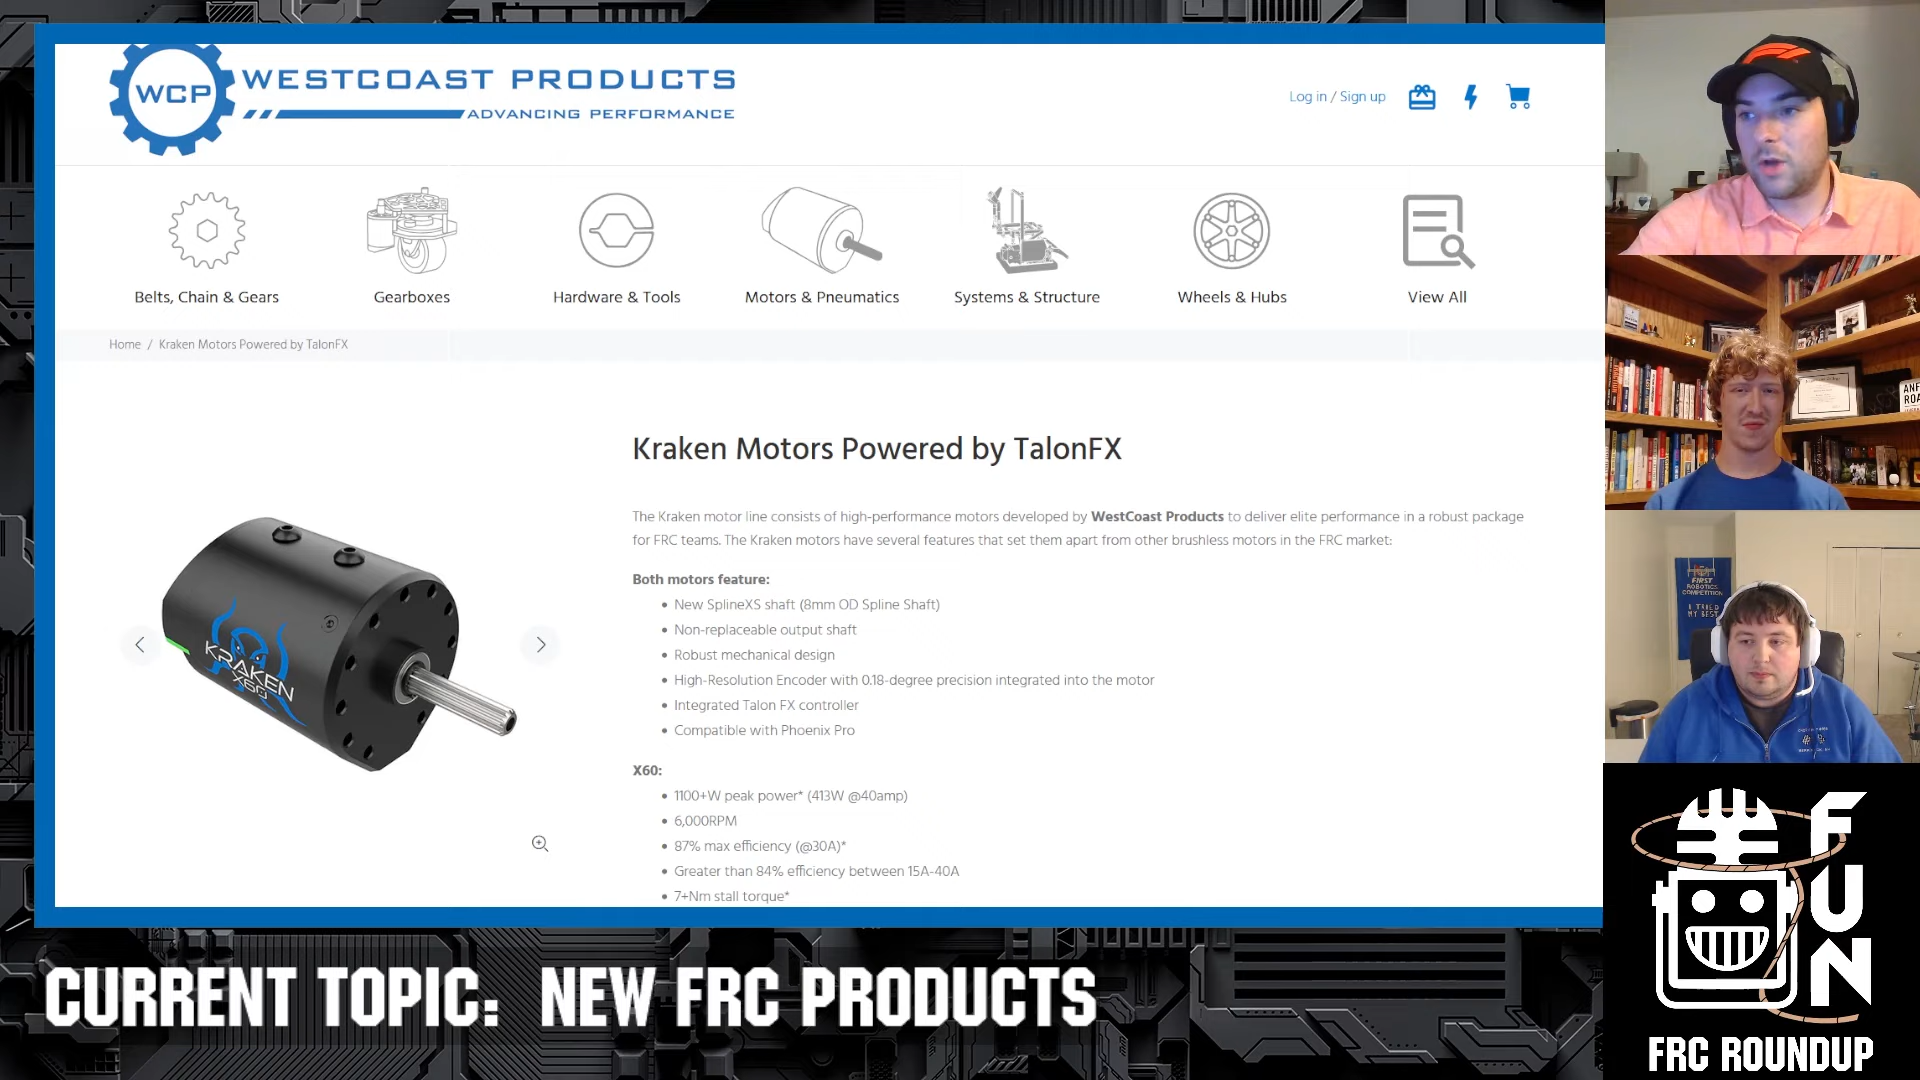 WCP
WESTCOAST PRODUCTS
ADVANCING PERFORMANCE
Log in / Sign up
Belts, Chain & Gears
Gearboxes
Hardware & Tools
Motors & Pneumatics
Systems & Structure
Wheels & Hubs
View All
Home / Kraken Motors Powered by TalonFX
KRAKEN
X60
Kraken Motors Powered by TalonFX
The Kraken motor line consists of high-performance motors developed by WestCoast Products to deliver elite performance in a robust package
for FRC teams. The Kraken motors have several features that set them apart from other brushless motors in the FRC market:
Both motors feature:
New SplineXS shaft (8mm OD Spline Shaft)
Non-replaceable output shaft
Robust mechanical design
High-Resolution Encoder with 0.18-degree precision integrated into the motor
Integrated Talon FX controller
Compatible with Phoenix Pro
X60:
1100+W peak power* (413W @40amp)
6,000RPM
87% max efficiency (@30A)*
Greater than 84% efficiency between 15A-40A
7+Nm stall torque*
FIRST
ROBOTICS
COMPETITION
I TRIED
MY BEST
FUN
FRC ROUNDUP
CURRENT TOPIC: NEW FRC PRODUCTS